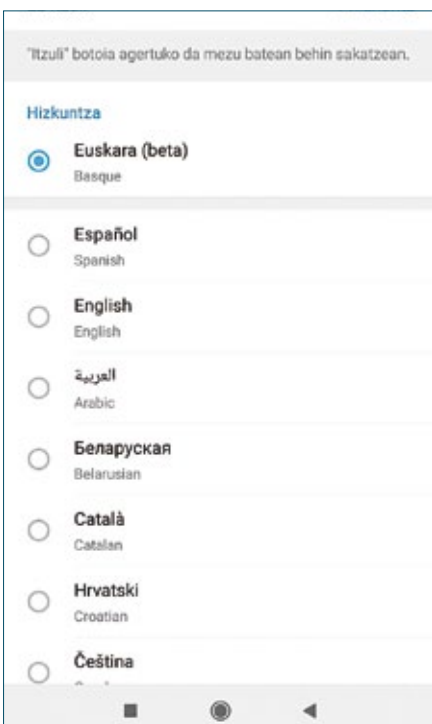 "Itzuli" botoia agertuko da mezu batean behin sakatzean.
Hizkuntza
Euskara (beta)
Basque
Español
Spanish
English
English
العربية
Arabic
Беларуская
Belarusian
Català
Catalan
Hrvatski
Croatian
Čeština